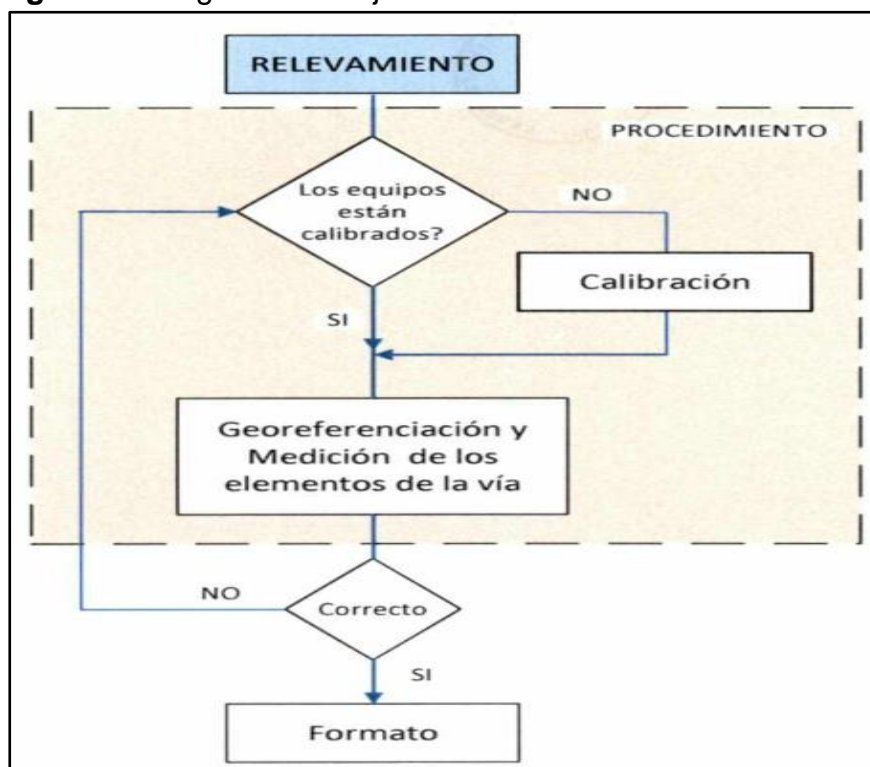 RELEVAMIENTO
PROCEDIMIENTO
Los equipos
están
calibrados?
NO
Calibración
SI
Georeferenciación y
Medición de los
elementos de la vía
NO
Correcto
SI
Formato